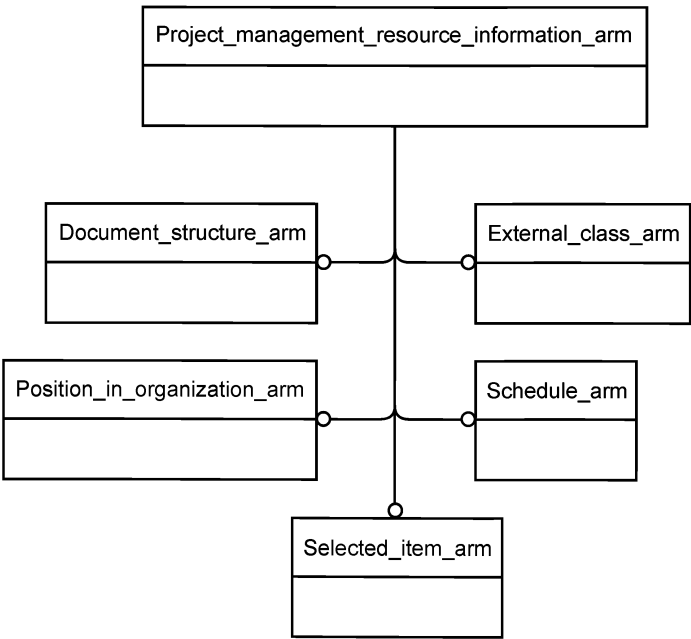 Project_management_resource_information_arm
Document_structure_arm
External_class_arm
Position_in_organization_arm
Schedule_arm
Selected_item_arm